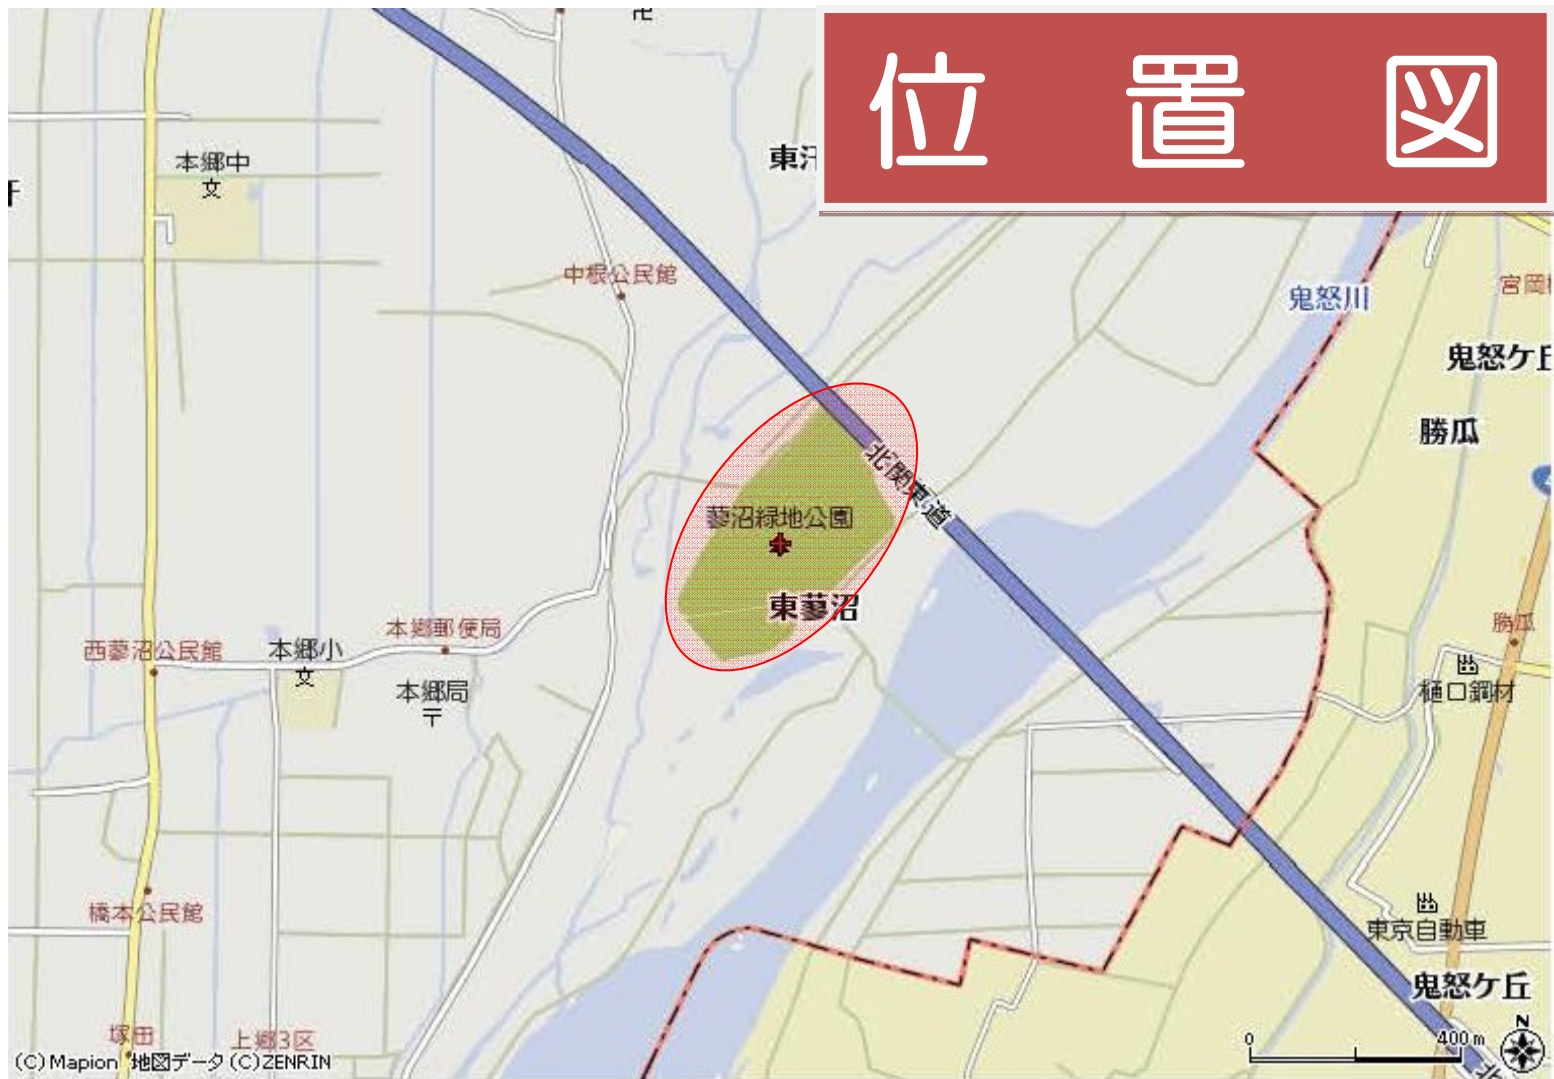 位置図
本郷中
文
中根公民館
鬼怒川
鬼怒ケ丘
勝瓜
北関東道
蓼沼緑地公園
東蓼沼
本郷郵便局
西蓼沼公民館
本郷小
文
本郷局
〒
勝瓜
樋口鋼材
橋本公民館
東京自動車
鬼怒ケ丘
塚田
上郷3区
N
0
400m
(C)Mapion 地図データ(C)ZENRIN